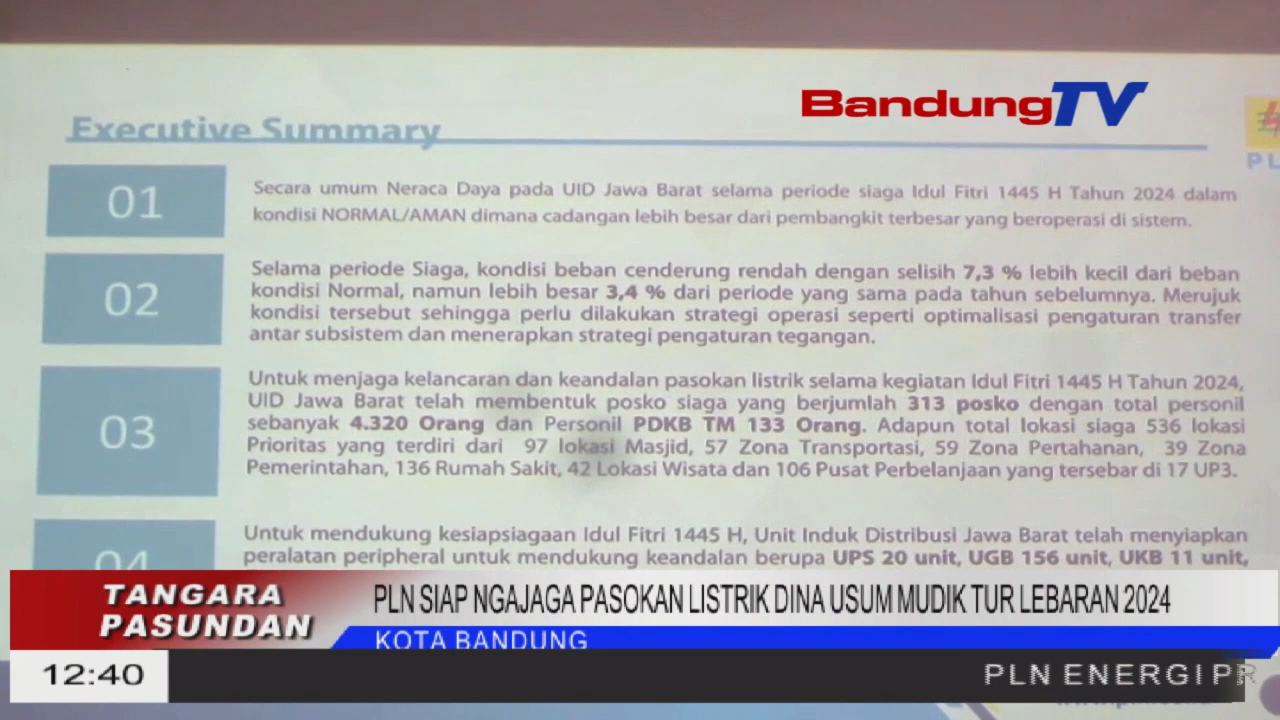 BandungTV
Executive Summary
PL
01
Secara umum Neraca Daya pada UID Jawa Barat selama periode siaga Idul Fitri 1445 H Tahun 2024 dalam
kondisi NORMAL/AMAN dimana cadangan lebih besar dari pembangkit terbesar yang beroperasi di sistem.
02
Selama periode Siaga, kondisi beban cenderung rendah dengan selisih 7,3 % lebih kecil dari beban
kondisi Normal, namun lebih besar 3,4 % dari periode yang sama pada tahun sebelumnya. Merujuk
kondisi tersebut sehingga perlu dilakukan strategi operasi seperti optimalisasi pengaturan transfer
antar subsistem dan menerapkan strategi pengaturan tegangan.
03
Untuk menjaga kelancaran dan keandalan pasokan listrik selama kegiatan Idul Fitri 1445 H Tahun 2024,
UID Jawa Barat telah membentuk posko siaga yang berjumlah 313 posko dengan total personil
sebanyak 4.320 Orang dan Personil PDKB TM 133 Orang. Adapun total lokasi siaga 536 lokasi
Prioritas yang terdiri dari 97 lokasi Masjid, 57 Zona Transportasi, 59 Zona Pertahanan, 39 Zona
Pemerintahan, 136 Rumah Sakit, 42 Lokasi Wisata dan 106 Pusat Perbelanjaan yang tersebar di 17 UP3.
04
Untuk mendukung kesiapsiagaan Idul Fitri 1445 H, Unit Induk Distribusi Jawa Barat telah menyiapkan
peralatan peripheral untuk mendukung keandalan berupa UPS 20 unit, UGB 156 unit, UKB 11 unit,
TANGARA
PASUNDAN
PLN SIAP NGAJAGA PASOKAN LISTRIK DINA USUM MUDIK TUR LEBARAN 2024
KOTA BANDUNG
12:40
PLN ENERGI PR